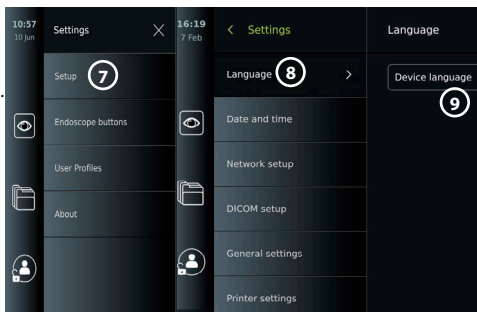 10:57
10 Jun
Settings
Setup
7
Endoscope buttons
User Profiles
About
16:19
7 Feb
< Settings
Language
8
>
Date and time
Network setup
DICOM setup
General settings
Printer settings
Language
Device language
9